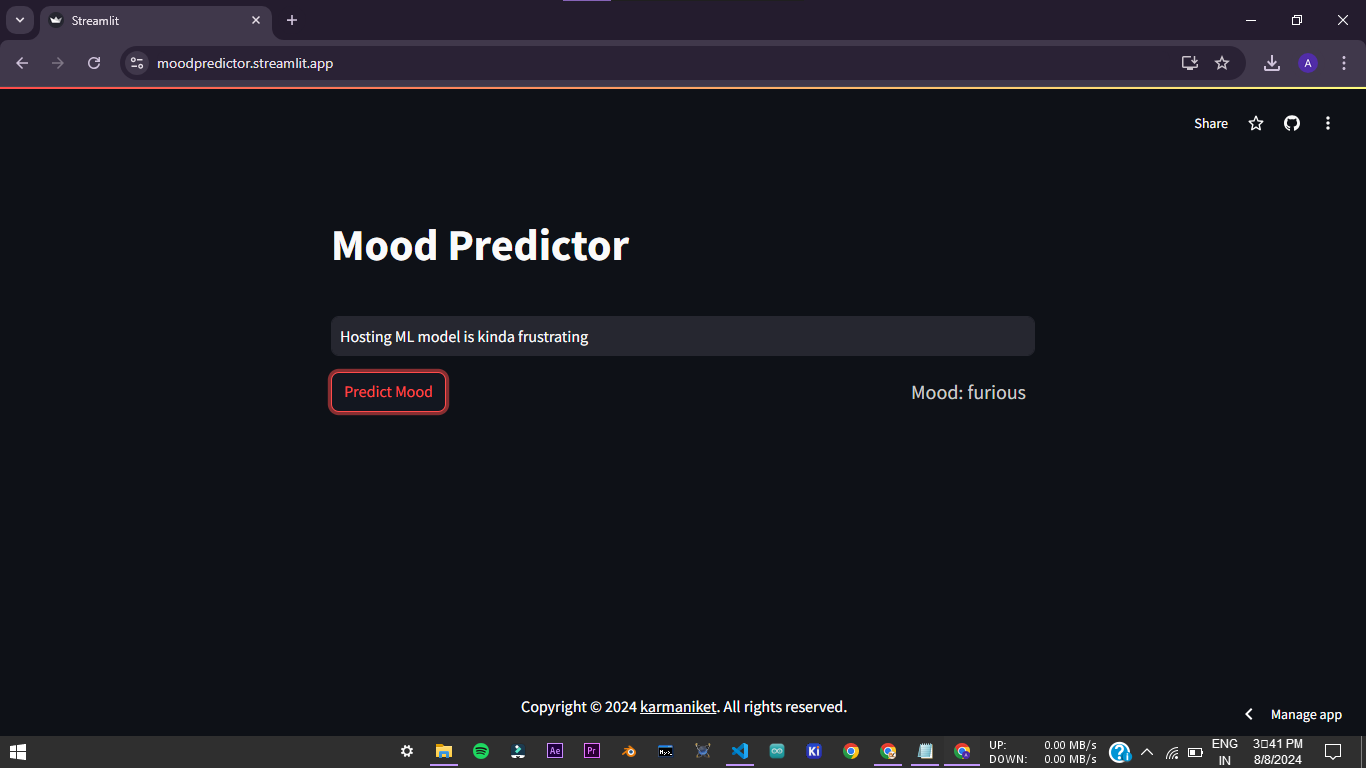 Streamlit
moodpredictor.streamlit.app
A
Share
Mood Predictor
Hosting ML model is kinda frustrating
Predict Mood
Mood: furious
Copyright © 2024 karmaniket. All rights reserved.
Manage app
Ae
Pr
Ki
UP: 0.00 MB/s
DOWN: 0.00 MB/s
ENG
IN
3□41 PM
8/8/2024